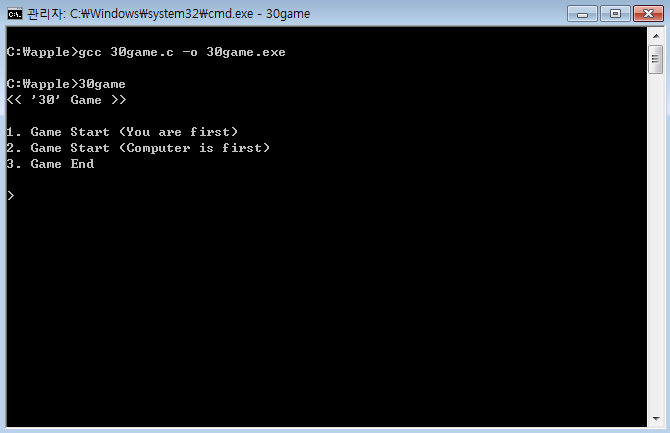 관리자: C:₩Windows₩system32₩cmd.exe - 30game
C:₩apple>gcc 30game.c -o 30game.exe
C:₩apple>30game
<< '30' Game >>
1. Game Start (You are first)
2. Game Start (Computer is first)
3. Game End
>